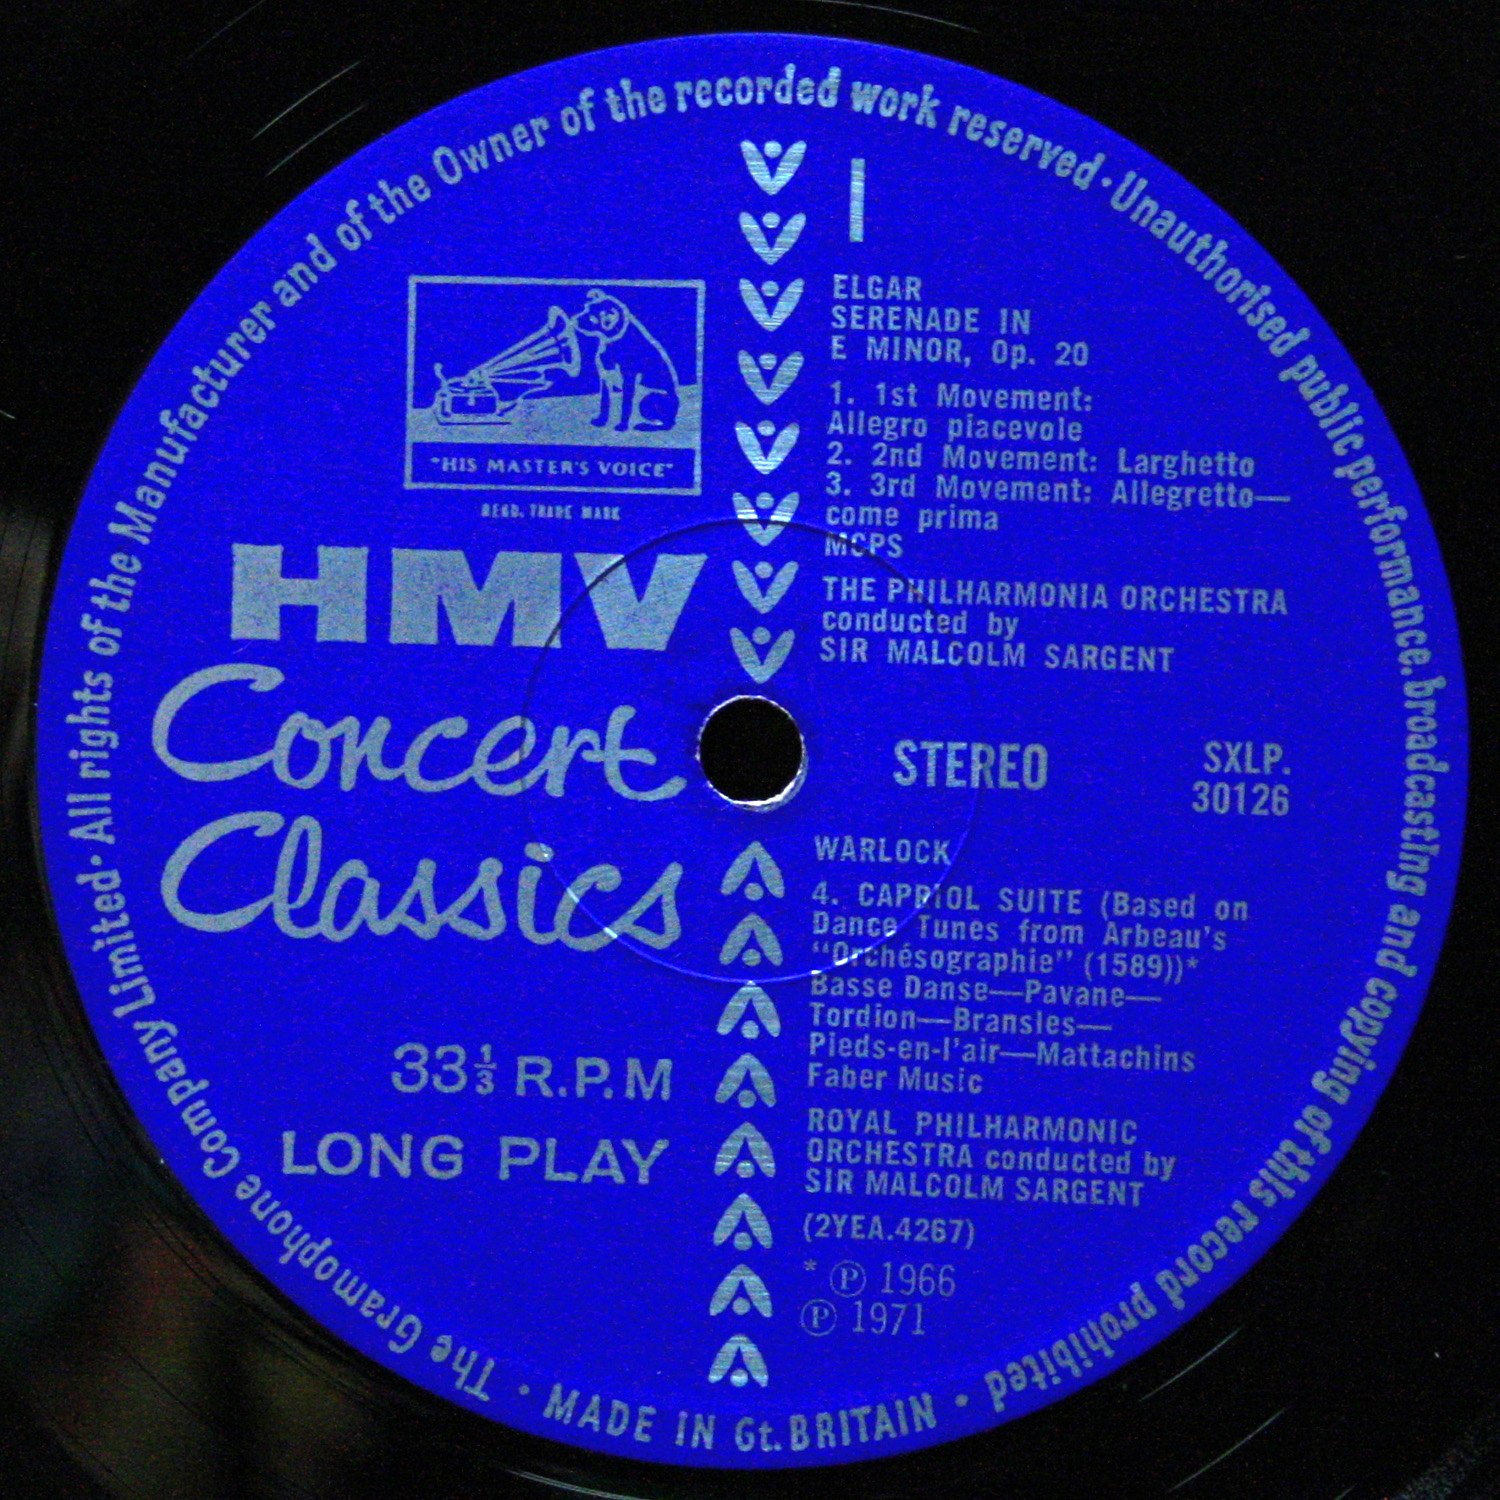 The Gramophone Company Limited · All rights of the Manufacturer and of the Owner of the recorded work reserved · Unauthorised public performance, broadcasting and copying of this record prohibited ·
MADE IN Gt. BRITAIN ·
"HIS MASTER'S VOICE"
REGD. TRADE MARK
HMV
Concert
Classics
33⅓ R.P.M
LONG PLAY
1
ELGAR
SERENADE IN
E MINOR, Op. 20
1. 1st Movement:
Allegro piacevole
2. 2nd Movement: Larghetto
3. 3rd Movement: Allegretto—
come prima
MCPS
THE PHILHARMONIA ORCHESTRA
conducted by
SIR MALCOLM SARGENT
STEREO
SXLP.
30126
WARLOCK
4. CAPRIOL SUITE (Based on
Dance Tunes from Arbeau's
"Orchésographie" (1589))*
Basse Danse—Pavane—
Tordion—Bransles—
Pieds-en-l'air—Mattachins
Faber Music
ROYAL PHILHARMONIC
ORCHESTRA conducted by
SIR MALCOLM SARGENT
(2YEA.4267)
* ℗ 1966
℗ 1971